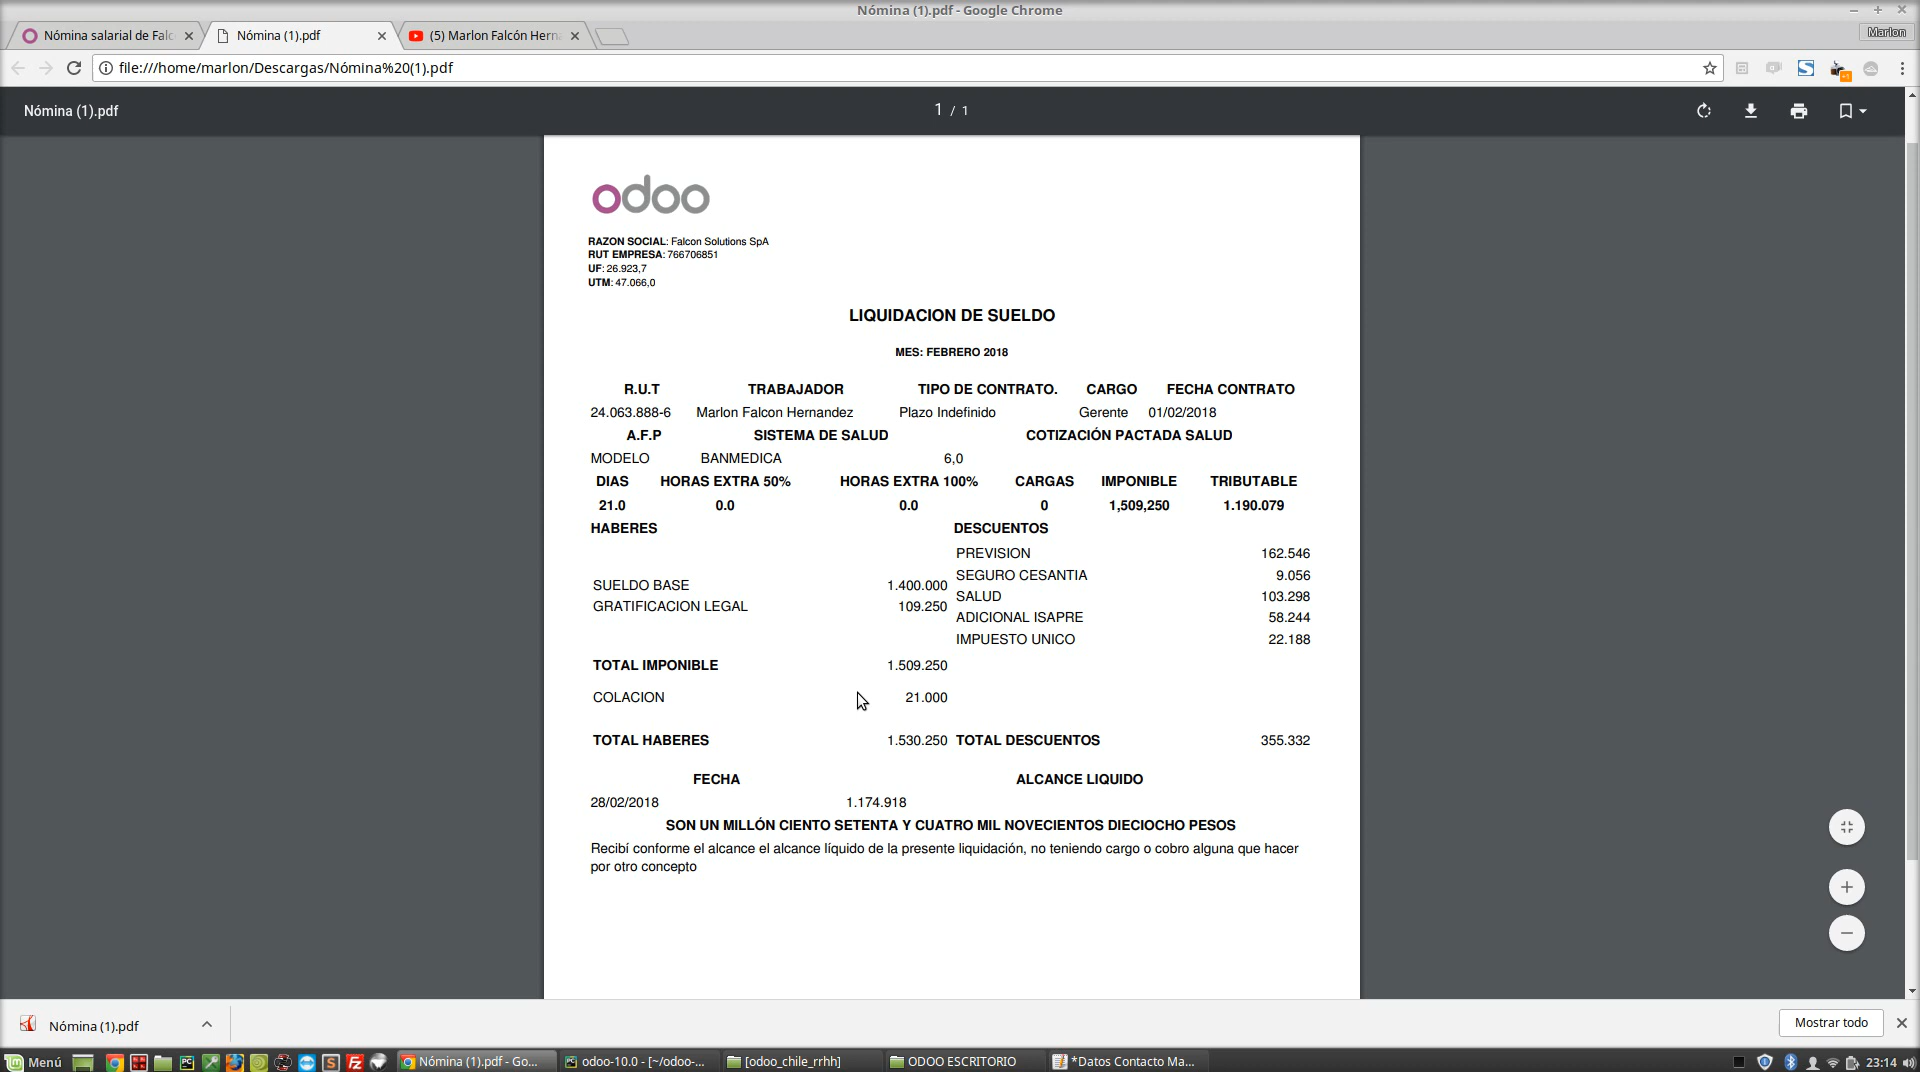 Nómina (1).pdf - Google Chrome
Nómina salarial de Falc
Nómina (1).pdf
(5) Marlon Falcón Hern
Marlon
file:///home/marlon/Descargas/Nómina%20(1).pdf
Nómina (1).pdf
1 / 1
odoo
RAZON SOCIAL: Falcon Solutions SpA
RUT EMPRESA: 766706851
UF: 26.923,7
UTM: 47.066,0
LIQUIDACION DE SUELDO
MES: FEBRERO 2018
R.U.T TRABAJADOR TIPO DE CONTRATO. CARGO FECHA CONTRATO
24.063.888-6 Marlon Falcon Hernandez Plazo Indefinido Gerente 01/02/2018
A.F.P SISTEMA DE SALUD COTIZACIÓN PACTADA SALUD
MODELO BANMEDICA 6,0
DIAS HORAS EXTRA 50% HORAS EXTRA 100% CARGAS IMPONIBLE TRIBUTABLE
21.0 0.0 0.0 0 1,509,250 1.190.079
HABERES DESCUENTOS
PREVISION 162.546
SUELDO BASE 1.400.000 SEGURO CESANTIA 9.056
GRATIFICACION LEGAL 109.250 SALUD 103.298
ADICIONAL ISAPRE 58.244
IMPUESTO UNICO 22.188
TOTAL IMPONIBLE 1.509.250
COLACION 21.000
TOTAL HABERES 1.530.250 TOTAL DESCUENTOS 355.332
FECHA ALCANCE LIQUIDO
28/02/2018 1.174.918
SON UN MILLÓN CIENTO SETENTA Y CUATRO MIL NOVECIENTOS DIECIOCHO PESOS
Recibí conforme el alcance el alcance líquido de la presente liquidación, no teniendo cargo o cobro alguna que hacer
por otro concepto
Nómina (1).pdf
Mostrar todo
Menú
Nómina (1).pdf - Go...
odoo-10.0 - [~/odoo-...
[odoo_chile_rrhh]
ODOO ESCRITORIO
*Datos Contacto Ma...
23:14